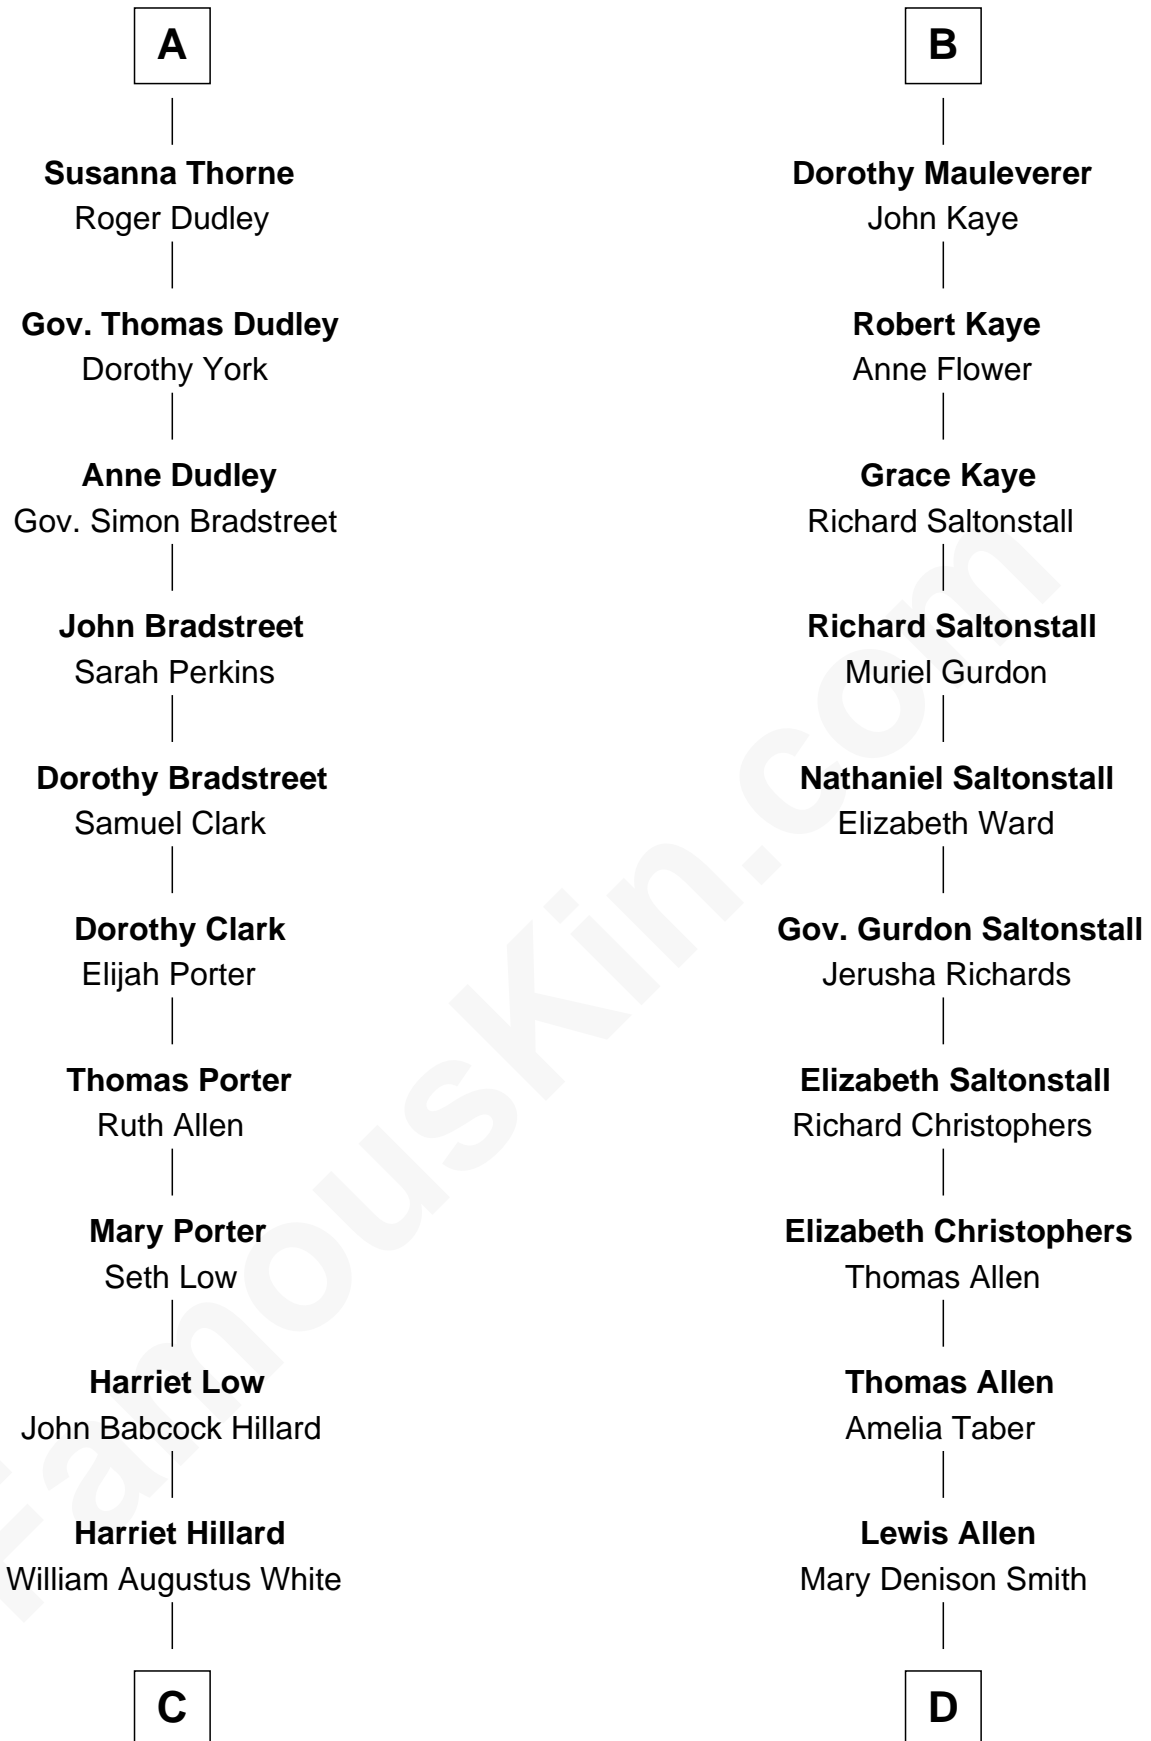 A
Susanna Thorne
Roger Dudley
Gov. Thomas Dudley
Dorothy York
Anne Dudley
Gov. Simon Bradstreet
John Bradstreet
Sarah Perkins
Dorothy Bradstreet
Samuel Clark
Dorothy Clark
Elijah Porter
Thomas Porter
Ruth Allen
Mary Porter
Seth Low
Harriet Low
John Babcock Hillard
Harriet Hillard
William Augustus White
C
B
Dorothy Mauleverer
John Kaye
Robert Kaye
Anne Flower
Grace Kaye
Richard Saltonstall
Richard Saltonstall
Muriel Gurdon
Nathaniel Saltonstall
Elizabeth Ward
Gov. Gurdon Saltonstall
Jerusha Richards
Elizabeth Saltonstall
Richard Christophers
Elizabeth Christophers
Thomas Allen
Thomas Allen
Amelia Taber
Lewis Allen
Mary Denison Smith
D
FamousKin.com